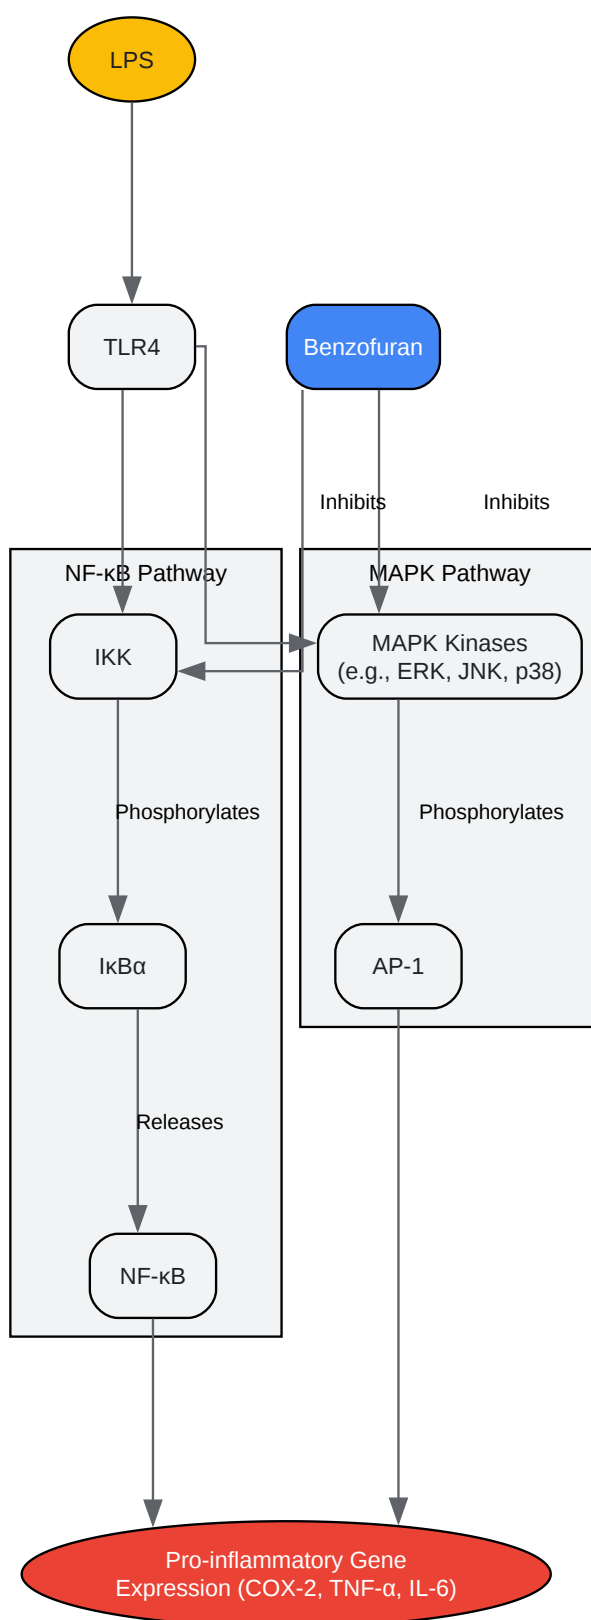 LPS
TLR4
Benzofuran
Inhibits
Inhibits
NF-κB Pathway
MAPK Pathway
IKK
MAPK Kinases
(e.g., ERK, JNK, p38)
Phosphorylates
Phosphorylates
IκBα
AP-1
Releases
NF-κB
Pro-inflammatory Gene
Expression (COX-2, TNF-α, IL-6)